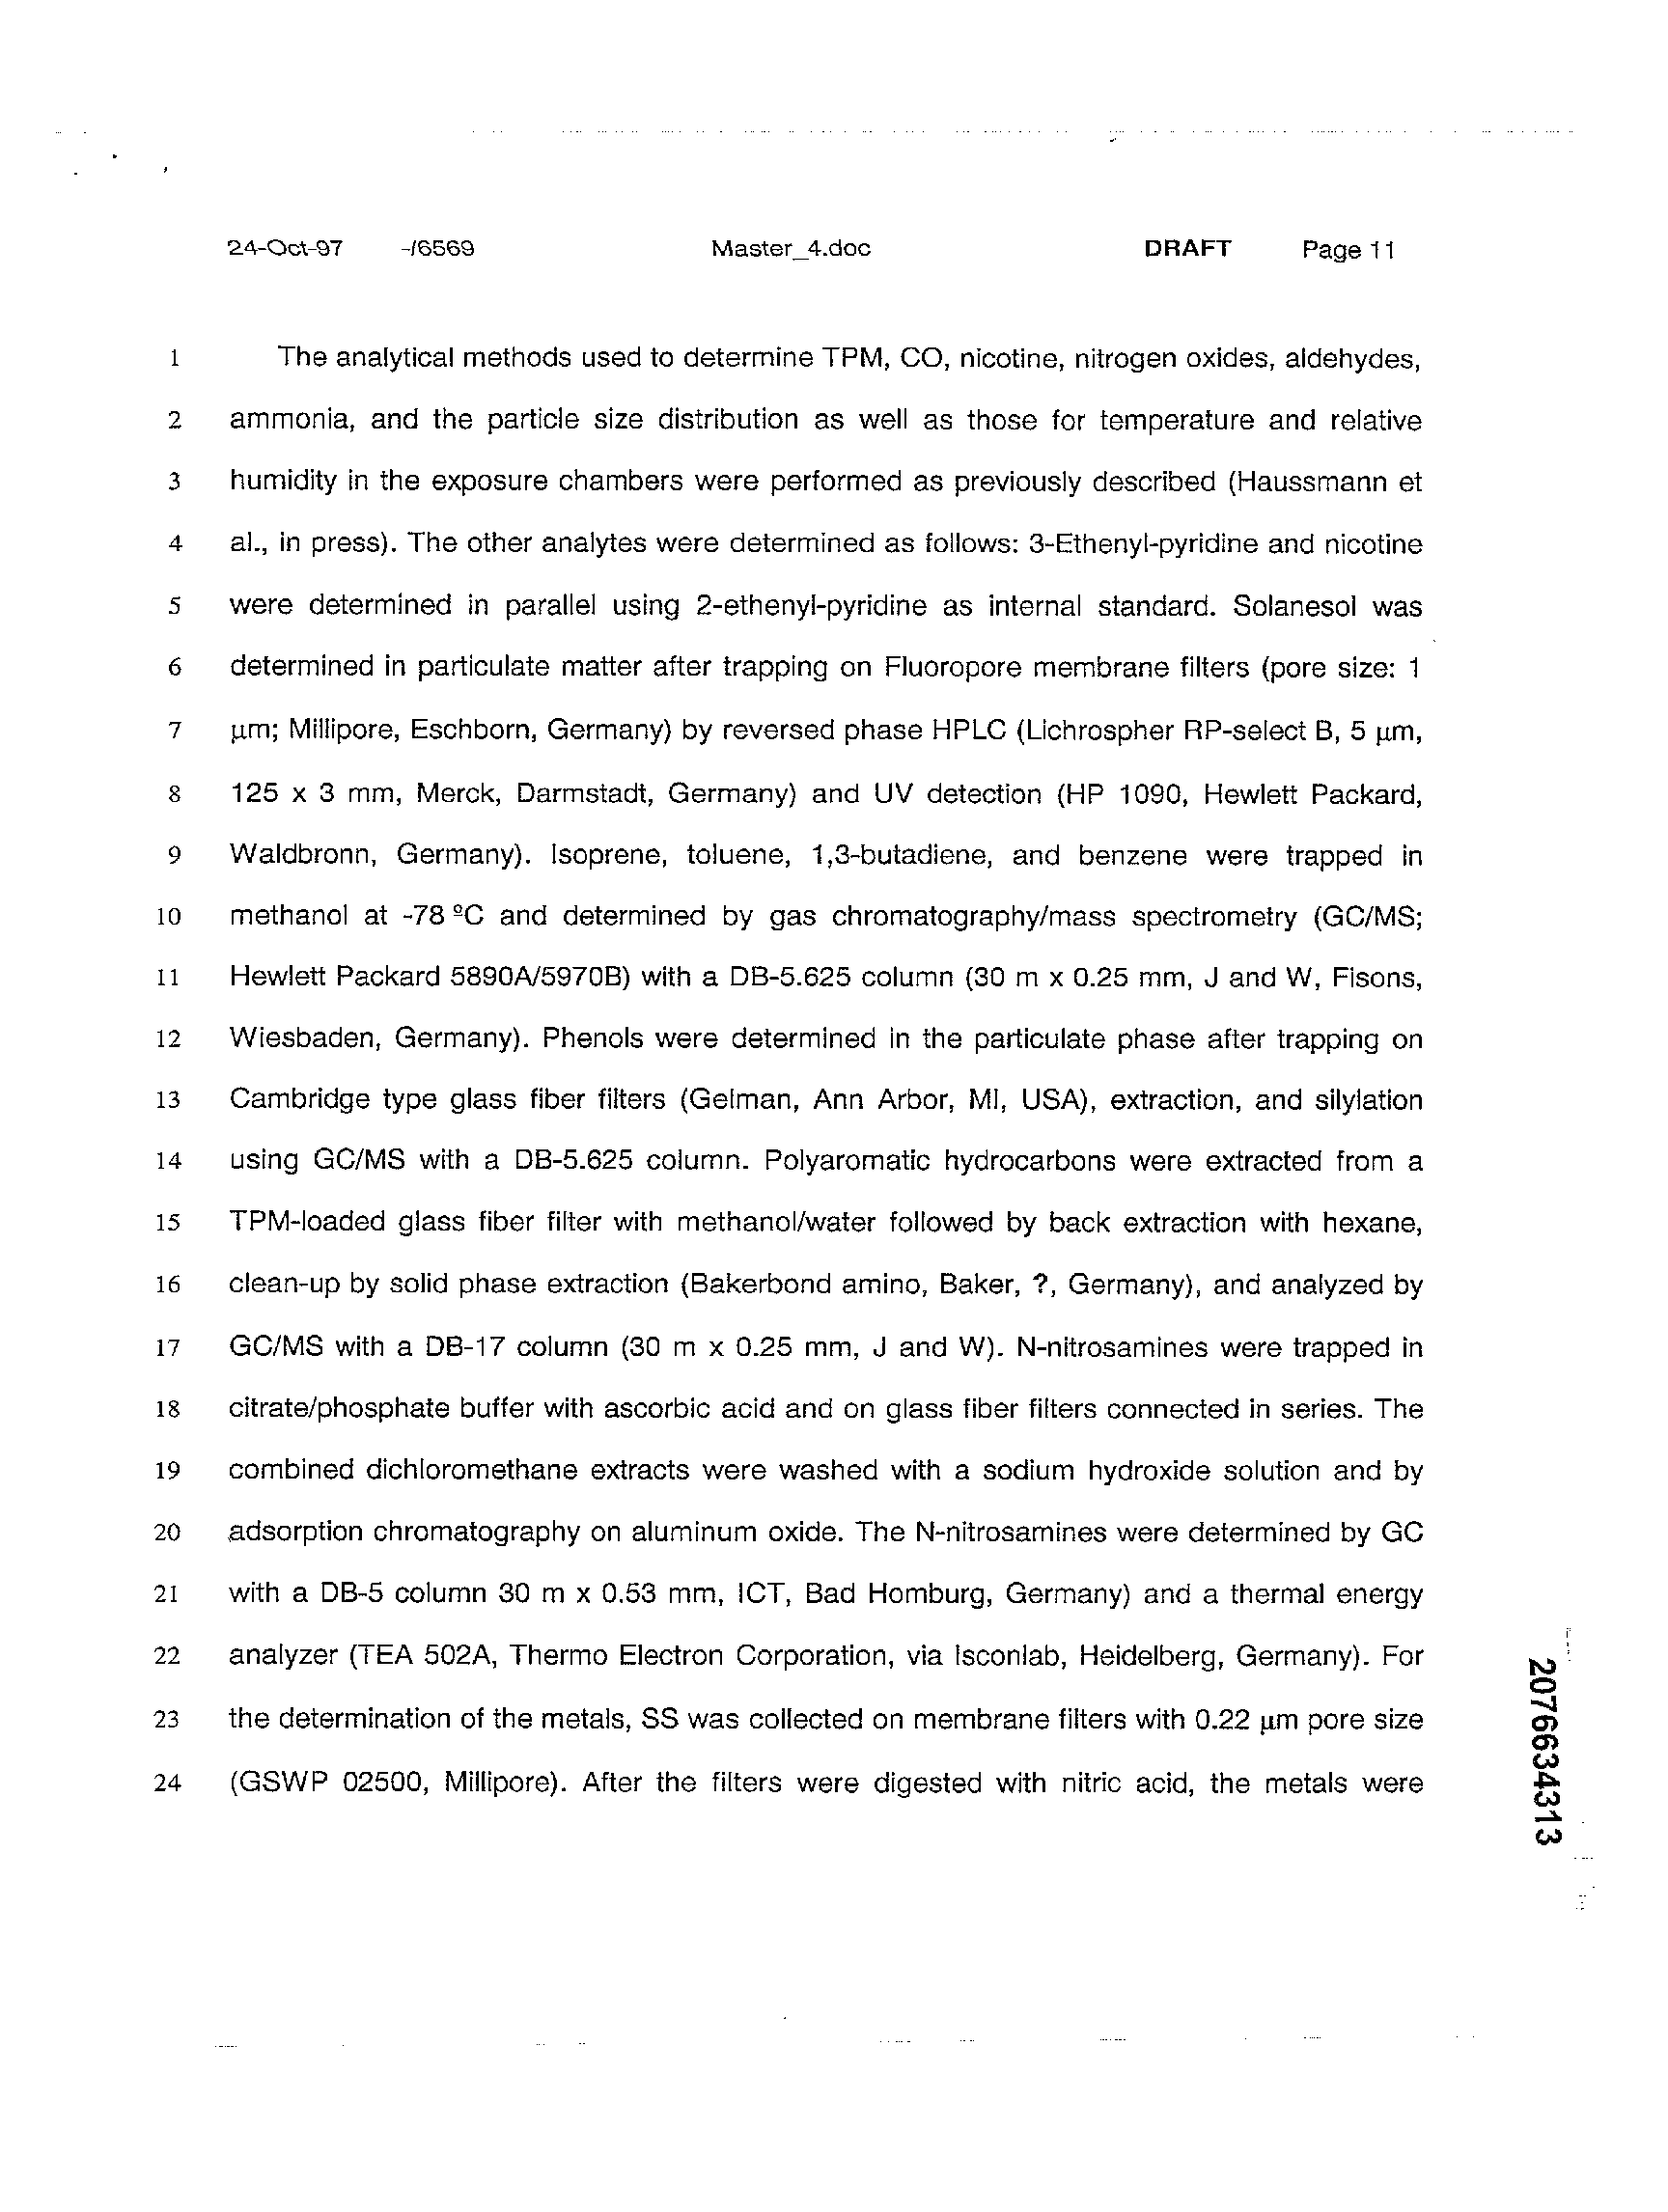 24-Oct-97 -/6569 Master_4.doc DRAFT Page 11
1 The analytical methods used to determine TPM, CO, nicotine, nitrogen oxides, aldehydes,
2 ammonia, and the particle size distribution as well as those for temperature and relative
3 humidity in the exposure chambers were performed as previously described (Haussmann et
4 al., in press). The other analytes were determined as follows: 3-Ethenyl-pyridine and nicotine
5 were determined in parallel using 2-ethenyl-pyridine as internal standard. Solanesol was
6 determined in particulate matter after trapping on Fluoropore membrane filters (pore size: 1
7 µm; Millipore, Eschborn, Germany) by reversed phase HPLC (Lichrospher RP-select B, 5 µm,
8 125 x 3 mm, Merck, Darmstadt, Germany) and UV detection (HP 1090, Hewlett Packard,
9 Waldbronn, Germany). Isoprene, toluene, 1,3-butadiene, and benzene were trapped in
10 methanol at -78 ºC and determined by gas chromatography/mass spectrometry (GC/MS;
11 Hewlett Packard 5890A/5970B) with a DB-5.625 column (30 m x 0.25 mm, J and W, Fisons,
12 Wiesbaden, Germany). Phenols were determined in the particulate phase after trapping on
13 Cambridge type glass fiber filters (Gelman, Ann Arbor, MI, USA), extraction, and silylation
14 using GC/MS with a DB-5.625 column. Polyaromatic hydrocarbons were extracted from a
15 TPM-loaded glass fiber filter with methanol/water followed by back extraction with hexane,
16 clean-up by solid phase extraction (Bakerbond amino, Baker, ?, Germany), and analyzed by
17 GC/MS with a DB-17 column (30 m x 0.25 mm, J and W). N-nitrosamines were trapped in
18 citrate/phosphate buffer with ascorbic acid and on glass fiber filters connected in series. The
19 combined dichloromethane extracts were washed with a sodium hydroxide solution and by
20 adsorption chromatography on aluminum oxide. The N-nitrosamines were determined by GC
21 with a DB-5 column 30 m x 0.53 mm, ICT, Bad Homburg, Germany) and a thermal energy
22 analyzer (TEA 502A, Thermo Electron Corporation, via Isconlab, Heidelberg, Germany). For
23 the determination of the metals, SS was collected on membrane filters with 0.22 µm pore size
24 (GSWP 02500, Millipore). After the filters were digested with nitric acid, the metals were
2076634313